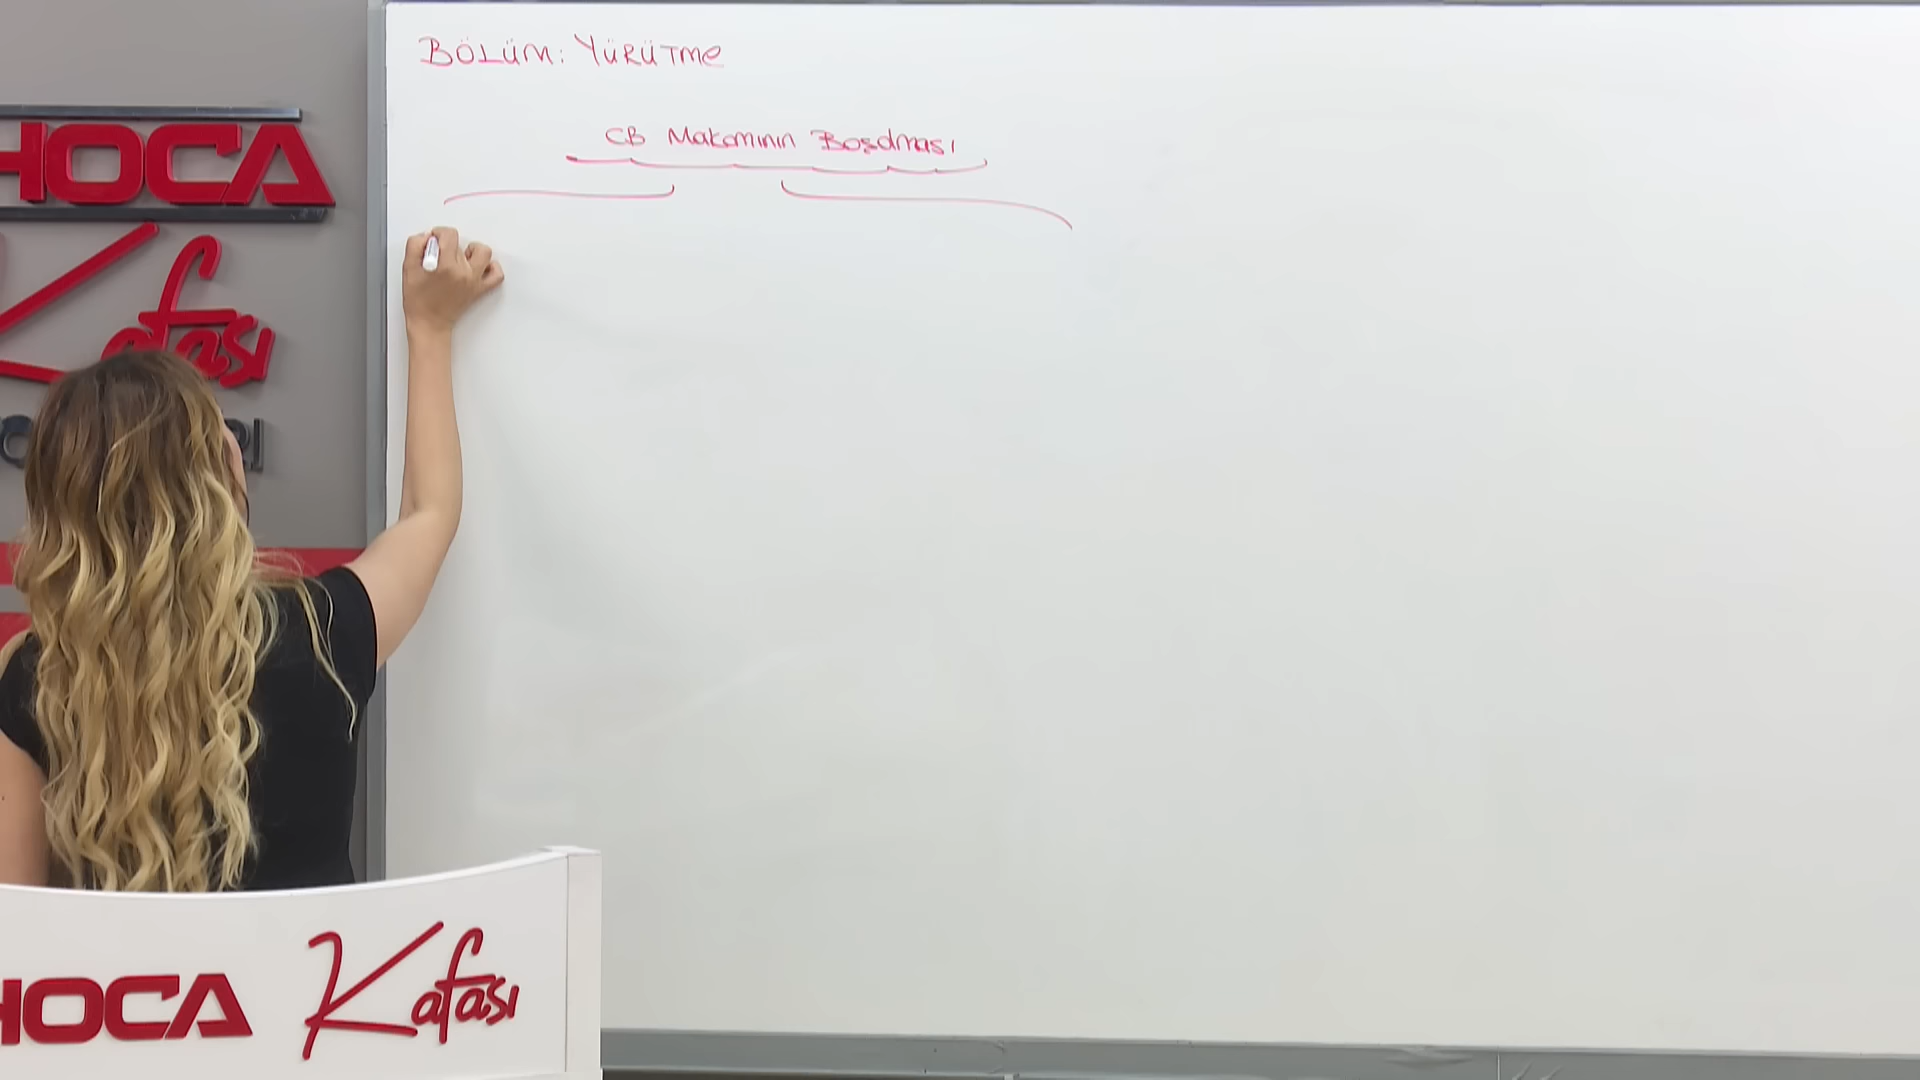 BÖLÜM: YÜRÜTME
CB Makamının Boşalması
HOCA
Kafası
HOCA
Kafası